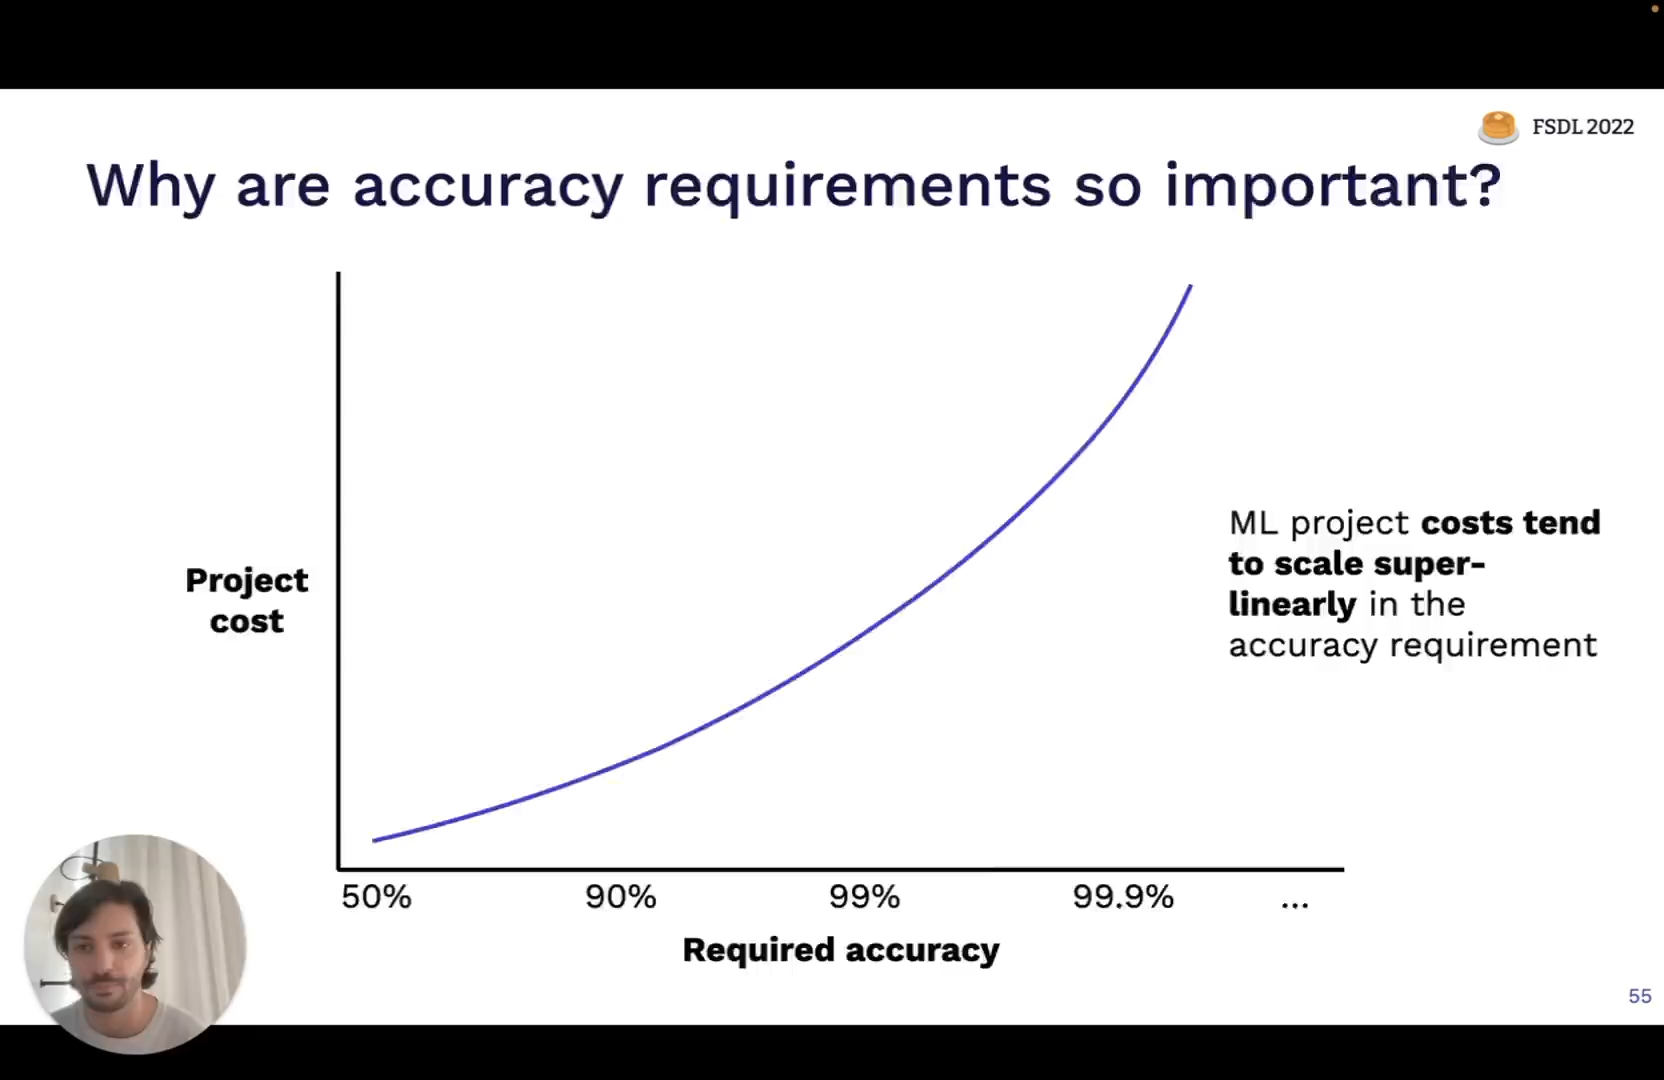 FSDL 2022
Why are accuracy requirements so important?
Project
cost
ML project costs tend
to scale super-
linearly in the
accuracy requirement
50% 90% 99% 99.9% ...
Required accuracy
55